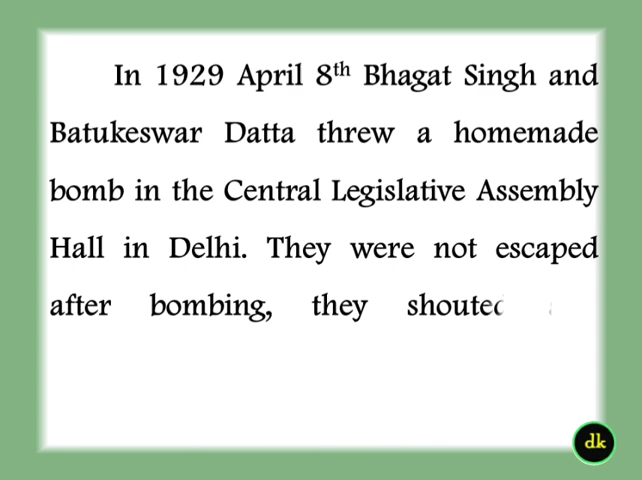 In 1929 April 8th Bhagat Singh and
Batukeswar Datta threw a homemade
bomb in the Central Legislative Assembly
Hall in Delhi. They were not escaped
after bombing, they shouted
dk